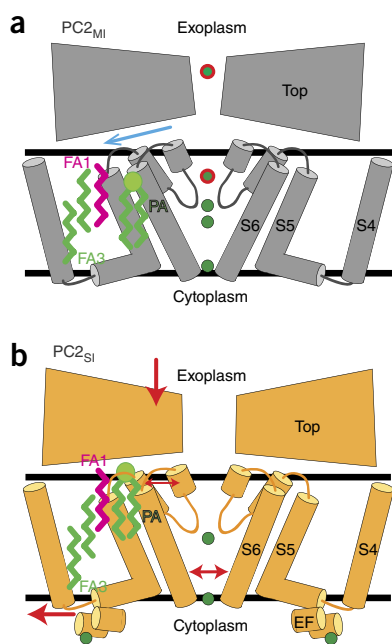 a
Exoplasm
PC2MI
Top
FA1
PA
S6 S5 S4
FA3
Cytoplasm
b
PC2SI
Exoplasm
Top
FA1
PA
S6 S5 S4
FA3
EF
Cytoplasm